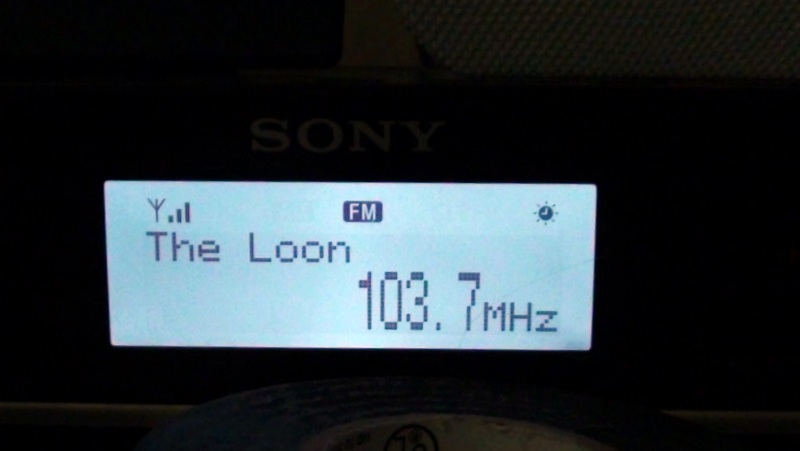 SONY
FM
The Loon
103.7MHz